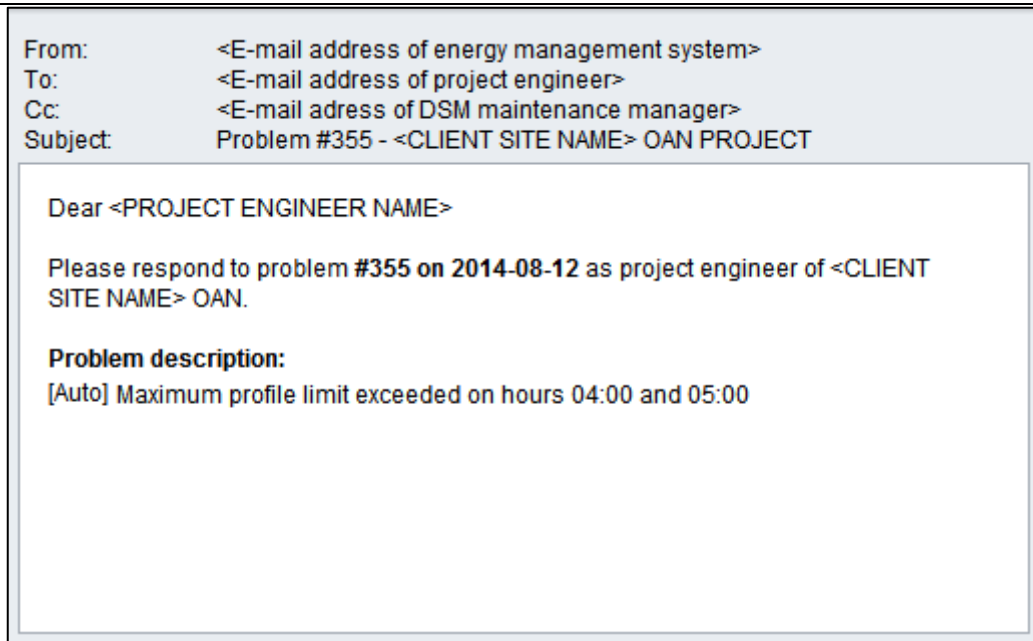 From: <E-mail address of energy management system>
To: <E-mail address of project engineer>
Cc: <E-mail adress of DSM maintenance manager>
Subject: Problem #355 - <CLIENT SITE NAME> OAN PROJECT
Dear <PROJECT ENGINEER NAME>
Please respond to problem #355 on 2014-08-12 as project engineer of <CLIENT
SITE NAME> OAN.
Problem description:
[Auto] Maximum profile limit exceeded on hours 04:00 and 05:00